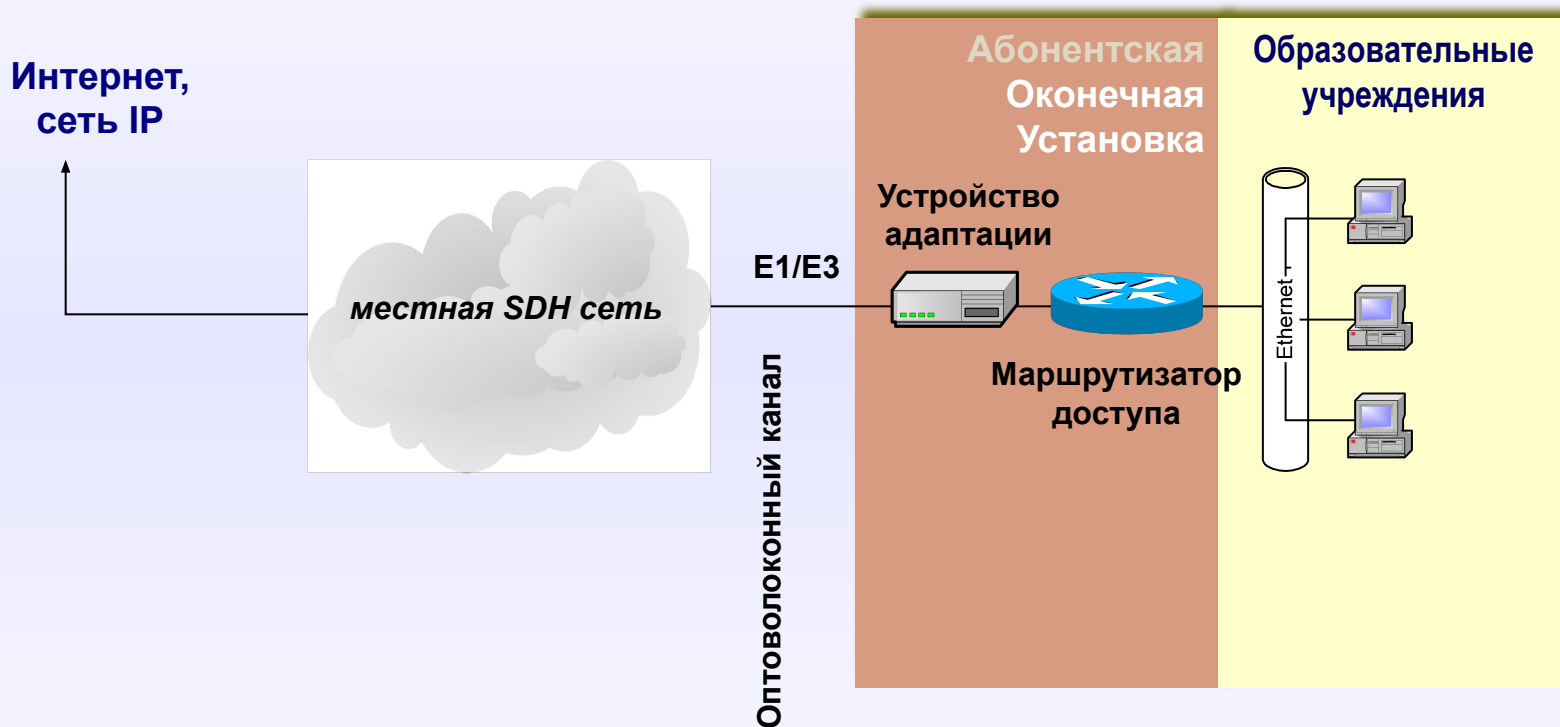 Интернет,
сеть IP
местная SDH сеть
E1/E3
Оптоволоконный канал
Абонентская
Оконечная
Установка
Устройство
адаптации
Маршрутизатор
доступа
Образовательные
учреждения
Ethernet